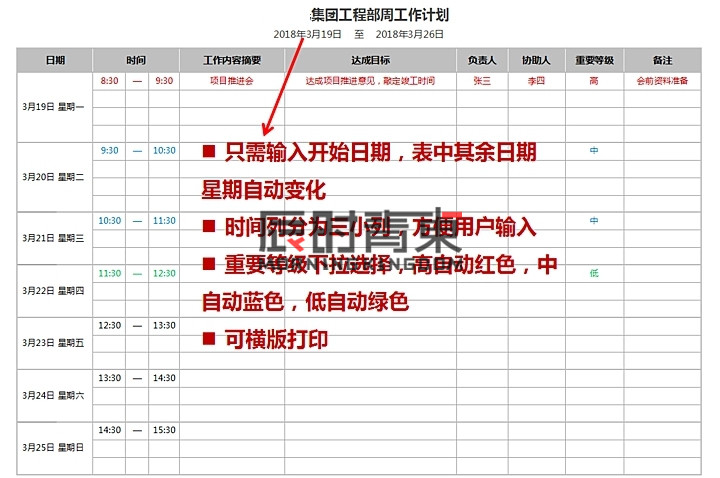 集团工程部周工作计划
2018年3月19日 至 2018年3月26日
日期 时间 工作内容摘要 达成目标 负责人 协助人 重要等级 备注
3月19日 星期一 8:30 — 9:30 项目推进会 达成项目推进意见，敲定竣工时间 张三 李四 高 会前资料准备
3月20日 星期二 9:30 — 10:30 中
■ 只需输入开始日期，表中其余日期
星期自动变化
3月21日 星期三 10:30 — 11:30 中
■ 时间列分为三小列，方便用户输入
3月22日 星期四 11:30 — 12:30 低
■ 重要等级下拉选择，高自动红色，中
自动蓝色，低自动绿色
3月23日 星期五 12:30 — 13:30
■ 可横版打印
3月24日 星期六 13:30 — 14:30
3月25日 星期日 14:30 — 15:30